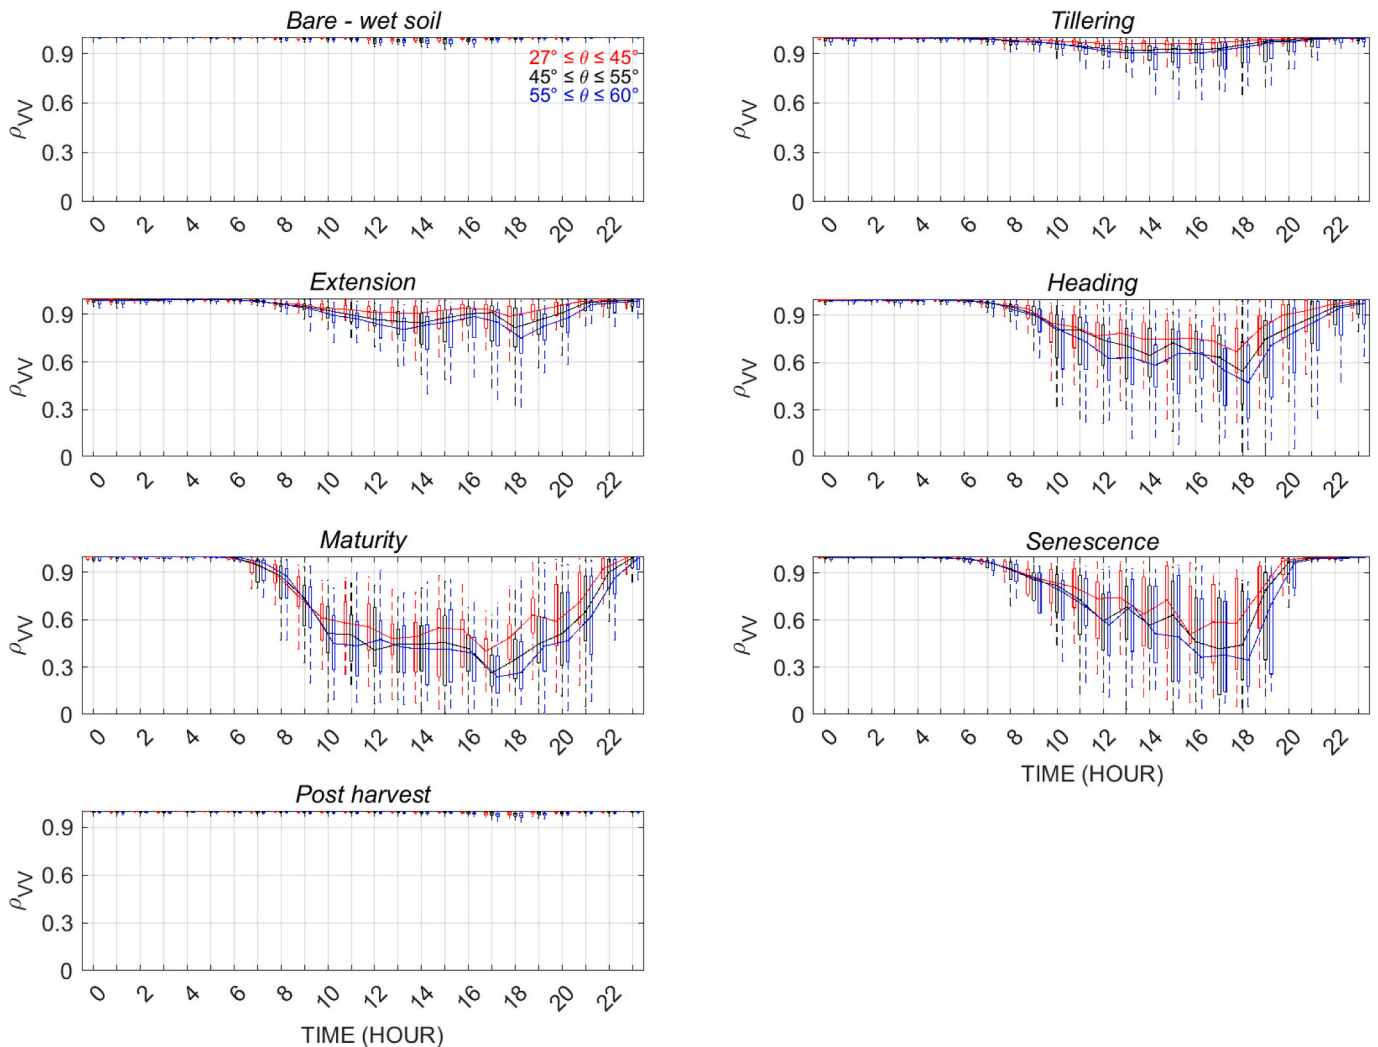 Bare - wet soil
0.9
0.6
0.3
0
ρVV
27° ≤ θ ≤ 45°
45° ≤ θ ≤ 55°
55° ≤ θ ≤ 60°
0 2 4 6 8 10 12 14 16 18 20 22
Tillering
0.9
0.6
0.3
0
ρVV
0 2 4 6 8 10 12 14 16 18 20 22
Extension
0.9
0.6
0.3
0
ρVV
0 2 4 6 8 10 12 14 16 18 20 22
Heading
0.9
0.6
0.3
0
ρVV
0 2 4 6 8 10 12 14 16 18 20 22
Maturity
0.9
0.6
0.3
0
ρVV
0 2 4 6 8 10 12 14 16 18 20 22
Senescence
0.9
0.6
0.3
0
ρVV
0 2 4 6 8 10 12 14 16 18 20 22
TIME (HOUR)
Post harvest
0.9
0.6
0.3
0
ρVV
0 2 4 6 8 10 12 14 16 18 20 22
TIME (HOUR)